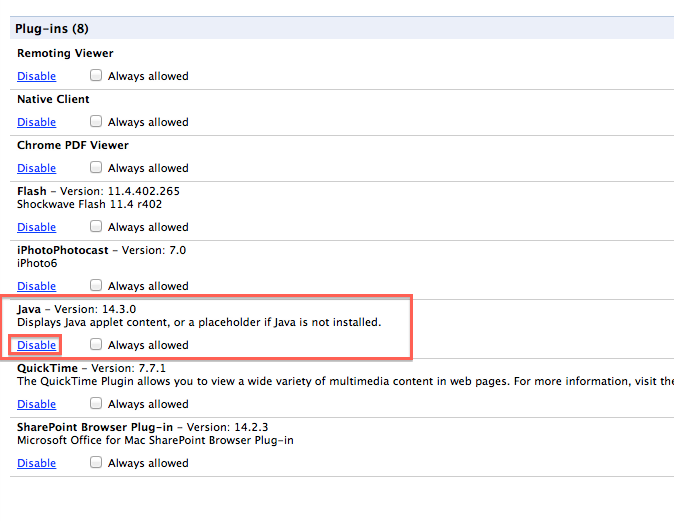 Plug-ins (8)
Remoting Viewer
Disable Always allowed
Native Client
Disable Always allowed
Chrome PDF Viewer
Disable Always allowed
Flash – Version: 11.4.402.265
Shockwave Flash 11.4 r402
Disable Always allowed
iPhotoPhotocast – Version: 7.0
iPhoto6
Disable Always allowed
Java – Version: 14.3.0
Displays Java applet content, or a placeholder if Java is not installed.
Disable Always allowed
QuickTime – Version: 7.7.1
The QuickTime Plugin allows you to view a wide variety of multimedia content in web pages. For more information, visit the
Disable Always allowed
SharePoint Browser Plug-in – Version: 14.2.3
Microsoft Office for Mac SharePoint Browser Plug-in
Disable Always allowed